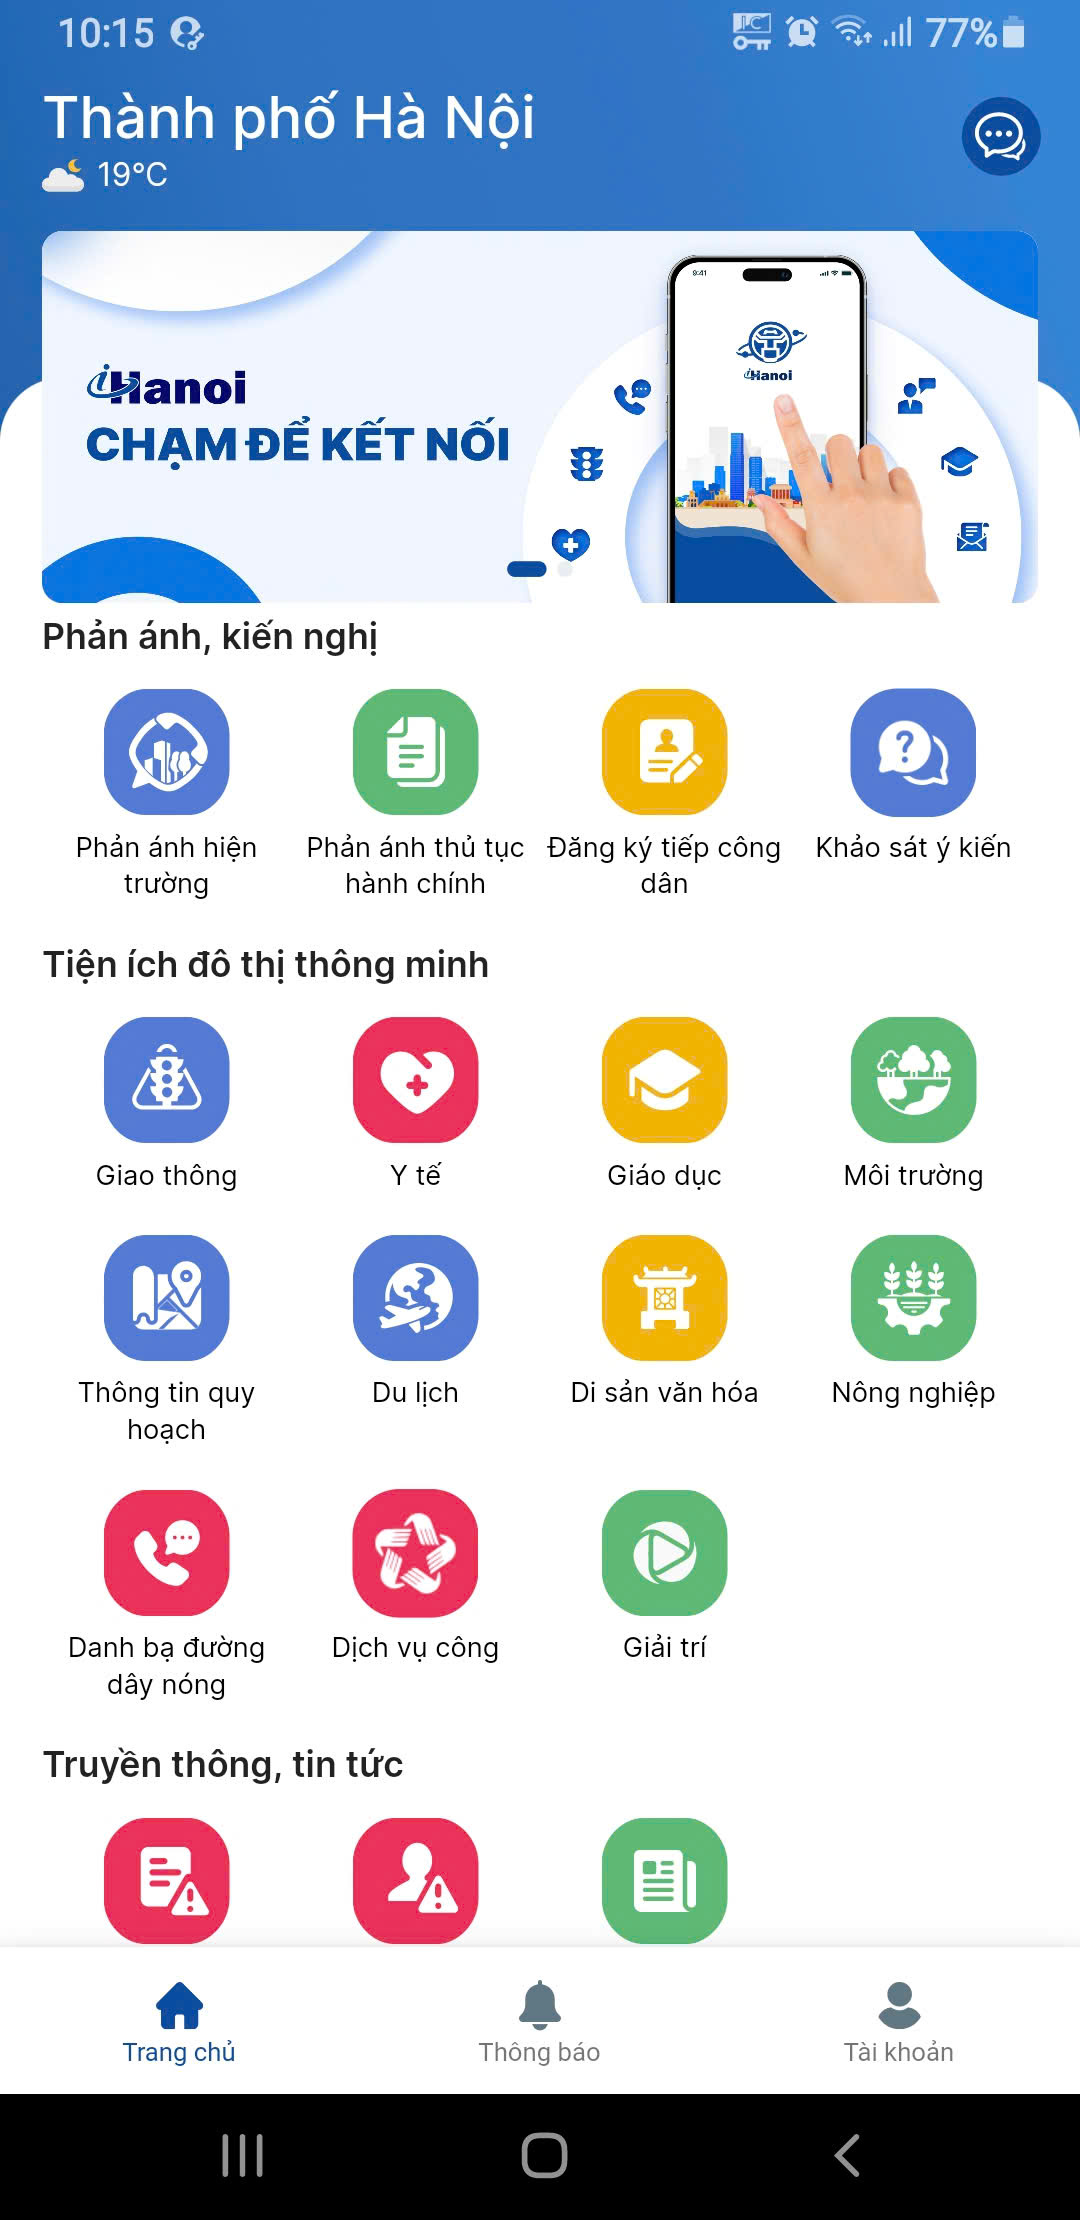 10:15
77%
Thành phố Hà Nội
19°C
9:41
iHanoi
iHanoi
CHẠM ĐỂ KẾT NỐI
Phản ánh, kiến nghị
Phản ánh hiện
trường
Phản ánh thủ tục
hành chính
Đăng ký tiếp công
dân
Khảo sát ý kiến
Tiện ích đô thị thông minh
Giao thông
Y tế
Giáo dục
Môi trường
Thông tin quy
hoạch
Du lịch
Di sản văn hóa
Nông nghiệp
Danh bạ đường
dây nóng
Dịch vụ công
Giải trí
Truyền thông, tin tức
Trang chủ
Thông báo
Tài khoản